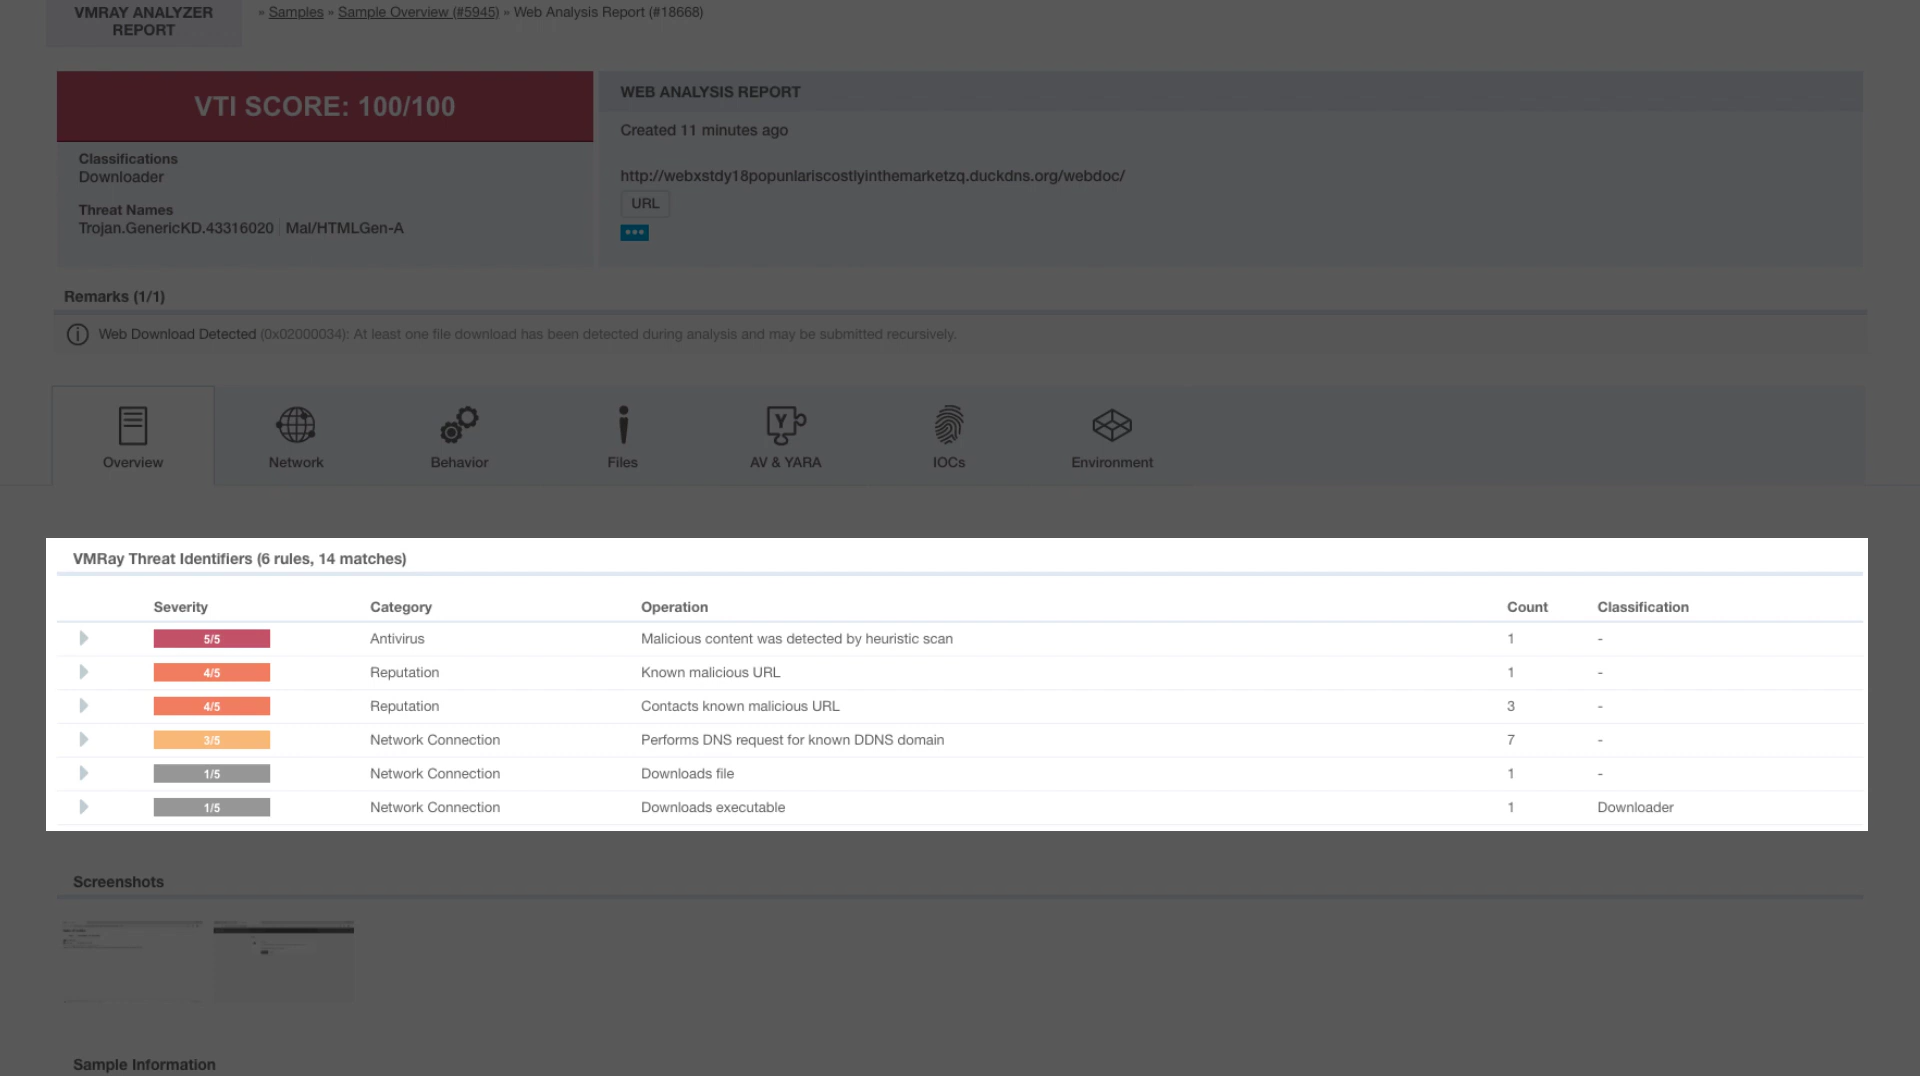 VMRAY ANALYZER
REPORT
» Samples » Sample Overview (#5945) » Web Analysis Report (#18668)
VTI SCORE: 100/100
Classifications
Downloader
Threat Names
Trojan.GenericKD.43316020 Mal/HTMLGen-A
WEB ANALYSIS REPORT
Created 11 minutes ago
http://webxstdy18popunlariscostlyinthemarketzq.duckdns.org/webdoc/
URL
Remarks (1/1)
Web Download Detected (0x02000034): At least one file download has been detected during analysis and may be submitted recursively.
Overview Network Behavior Files AV & YARA IOCs Environment
VMRay Threat Identifiers (6 rules, 14 matches)
Severity Category Operation Count Classification
5/5 Antivirus Malicious content was detected by heuristic scan 1 -
4/5 Reputation Known malicious URL 1 -
4/5 Reputation Contacts known malicious URL 3 -
3/5 Network Connection Performs DNS request for known DDNS domain 7 -
1/5 Network Connection Downloads file 1 -
1/5 Network Connection Downloads executable 1 Downloader
Screenshots
Sample Information